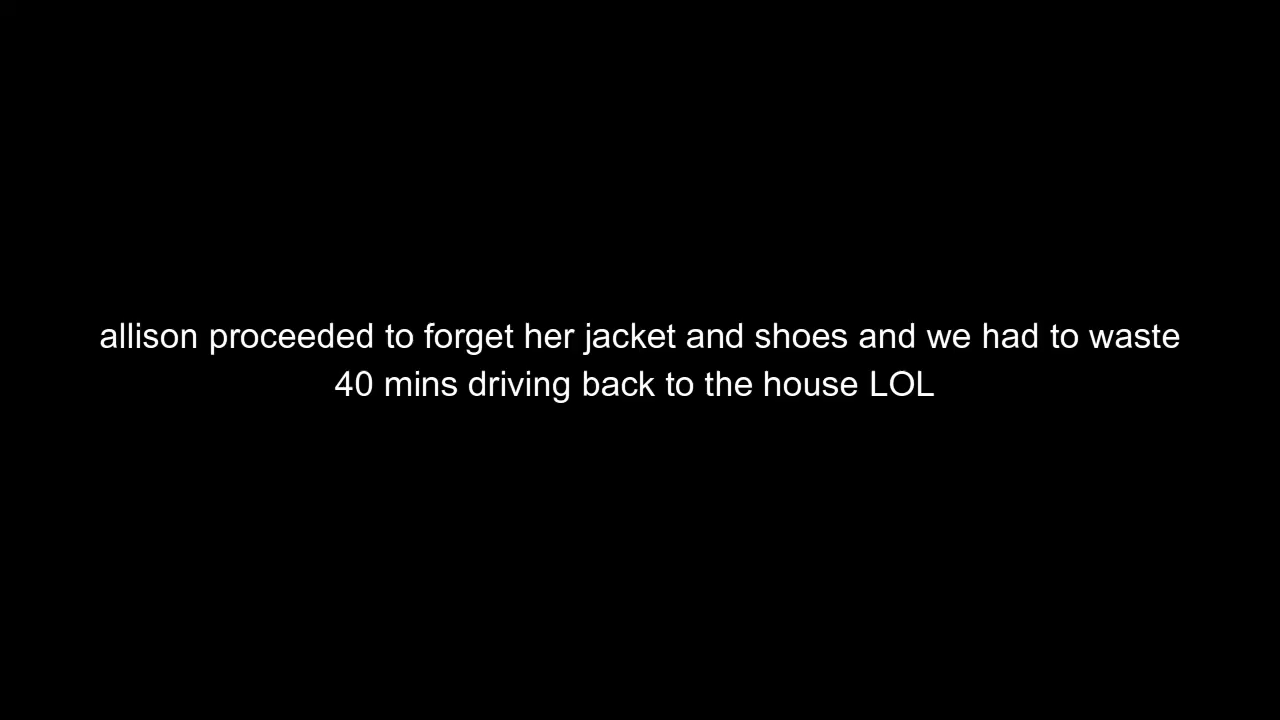 allison proceeded to forget her jacket and shoes and we had to waste
40 mins driving back to the house LOL